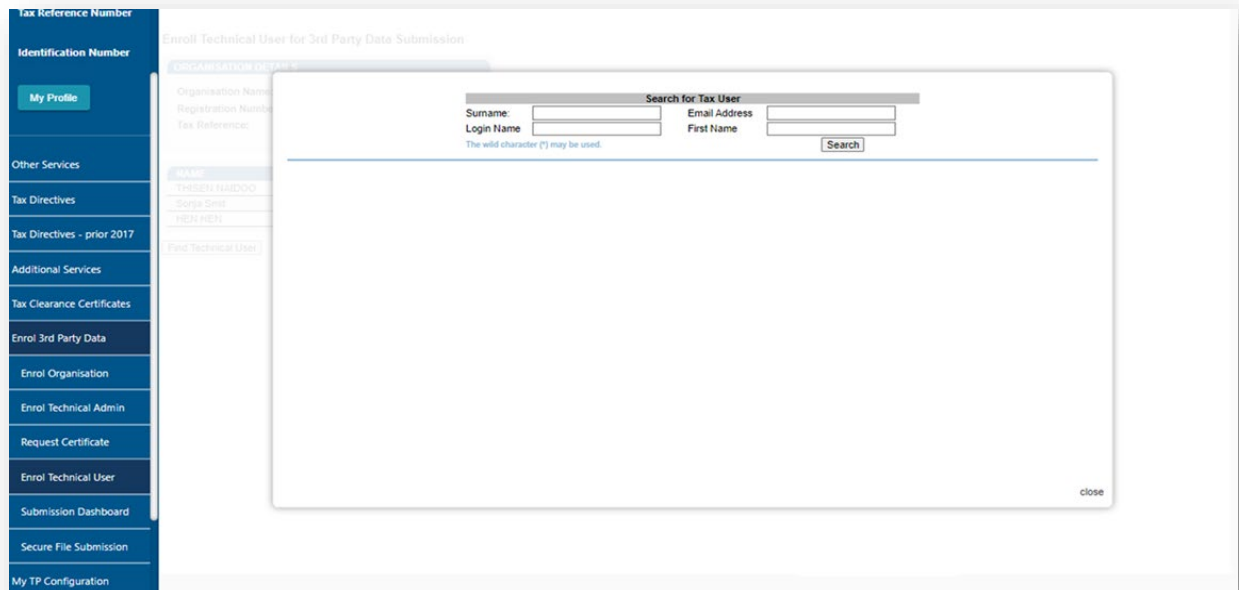 Tax Reference Number
Identification Number
My Profile
Other Services
Tax Directives
Tax Directives - prior 2017
Additional Services
Tax Clearance Certificates
Enrol 3rd Party Data
Enrol Organisation
Enrol Technical Admin
Request Certificate
Enrol Technical User
Submission Dashboard
Secure File Submission
My TP Configuration
Enroll Technical User for 3rd Party Data Submission
ORGANISATION DETAILS
Organisation Name
Registration Numbe
Tax Reference:
NAME
THISEN NAIDOO
Sonja Smit
HEN HEN
Find Technical User
Search for Tax User
Surname: Email Address
Login Name First Name
The wild character (*) may be used. Search
close